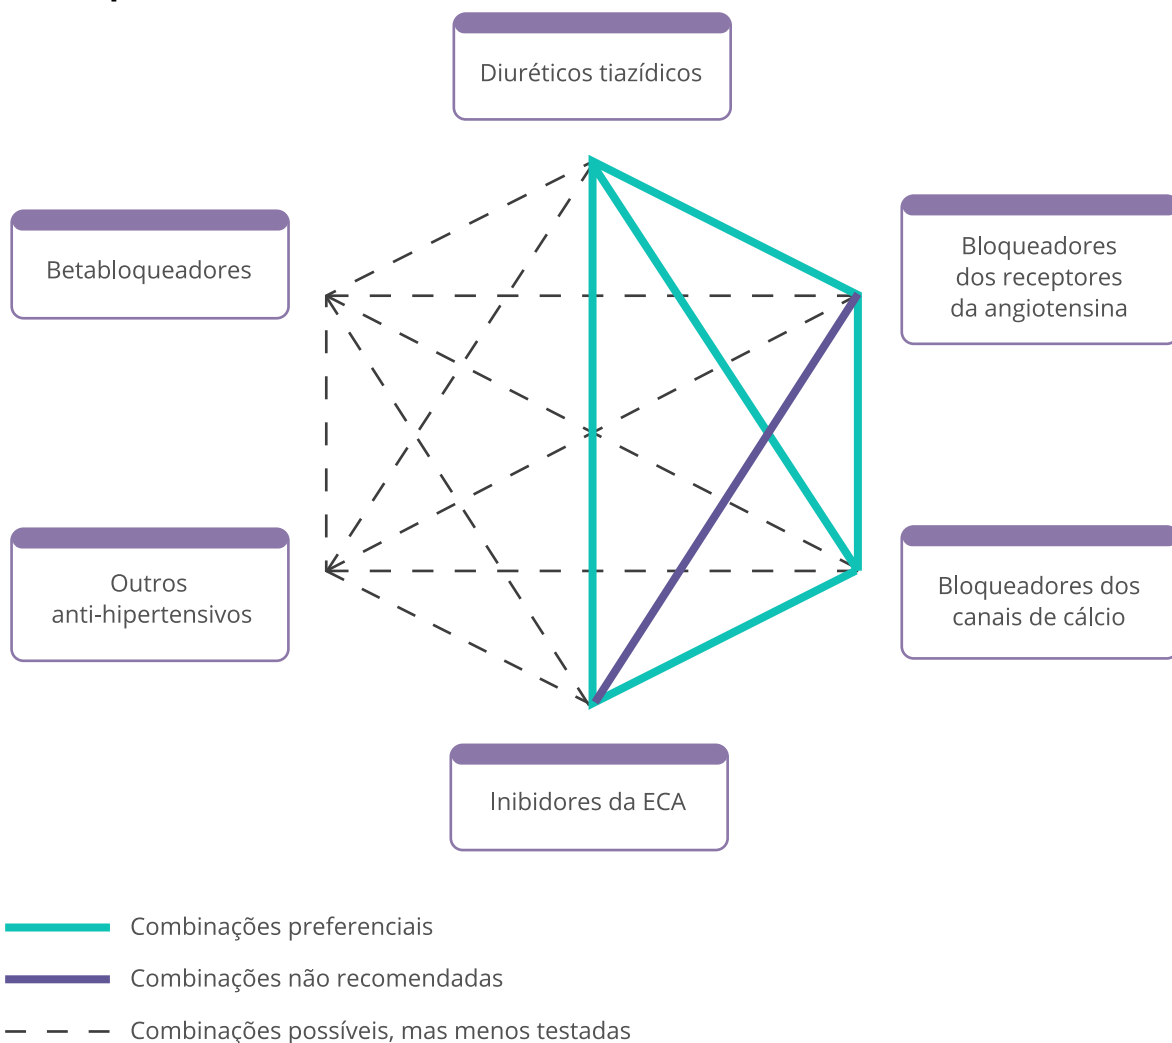 Diuréticos tiazídicos
Betabloqueadores
Bloqueadores
dos receptores
da angiotensina
Outros
anti-hipertensivos
Bloqueadores dos
canais de cálcio
Inibidores da ECA
Combinações preferenciais
Combinações não recomendadas
Combinações possíveis, mas menos testadas